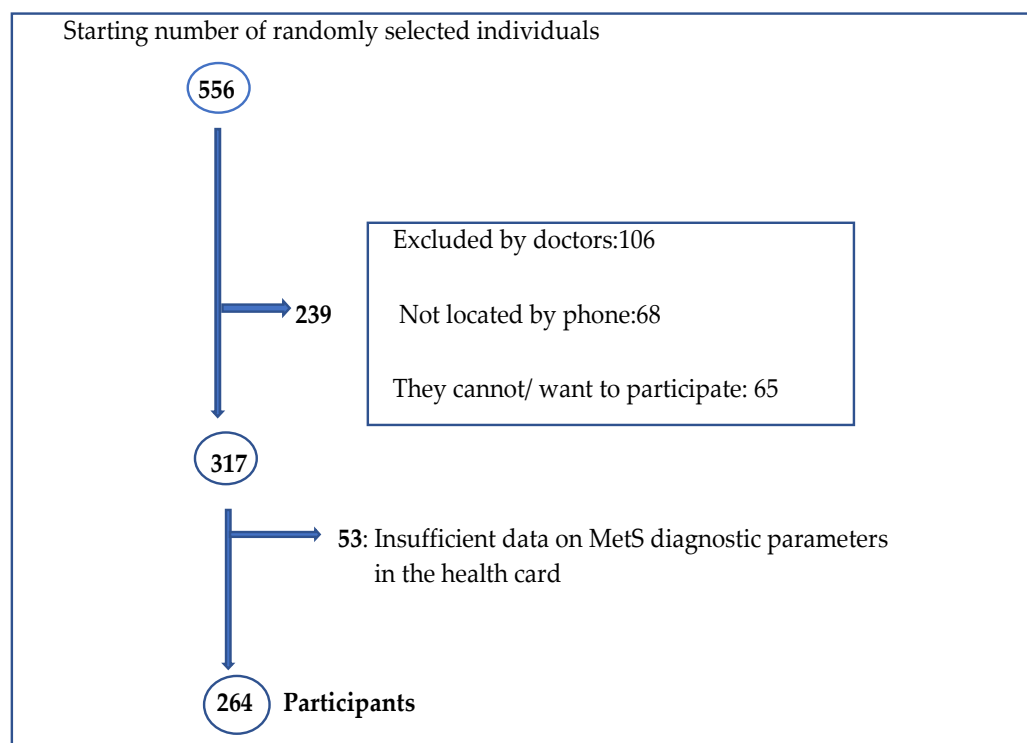 Starting number of randomly selected individuals
556
Excluded by doctors:106
239
Not located by phone:68
They cannot/ want to participate: 65
317
53: Insufficient data on MetS diagnostic parameters
in the health card
264 Participants